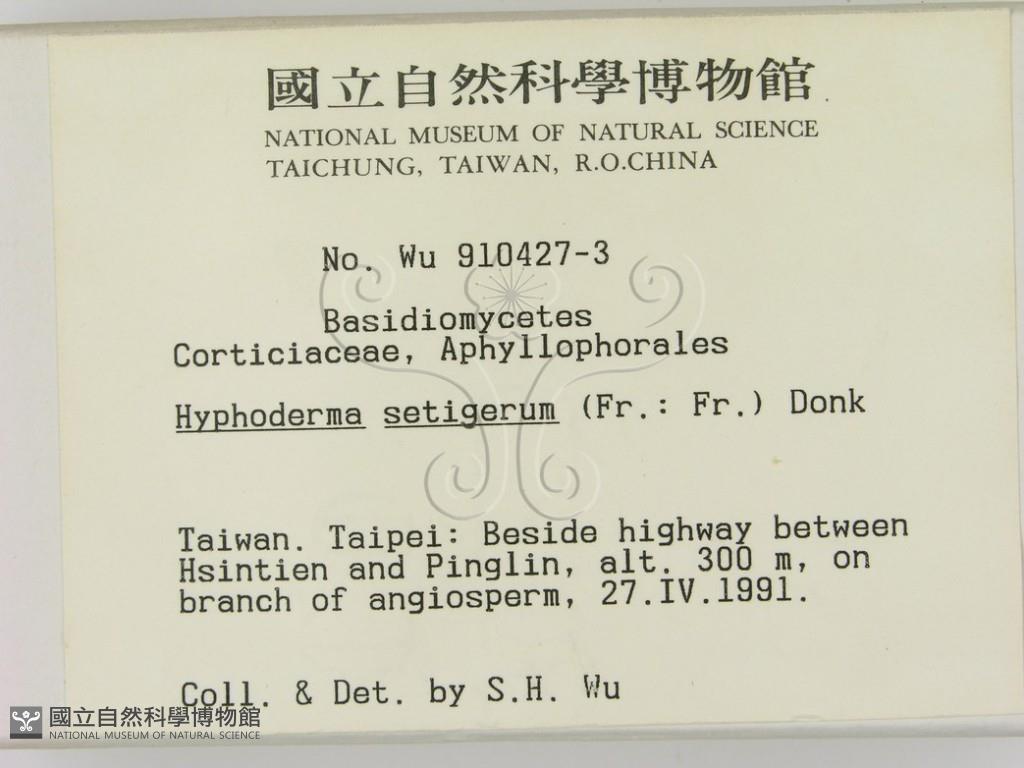 國立自然科學博物館
NATIONAL MUSEUM OF NATURAL SCIENCE
TAICHUNG, TAIWAN, R.O.CHINA
No. Wu 910427-3
Basidiomycetes
Corticiaceae, Aphyllophorales
Hyphoderma setigerum (Fr.: Fr.) Donk
Taiwan. Taipei: Beside highway between
Hsintien and Pinglin, alt. 300 m, on
branch of angiosperm, 27.IV.1991.
Coll. & Det. by S.H. Wu
國立自然科學博物館
NATIONAL MUSEUM OF NATURAL SCIENCE